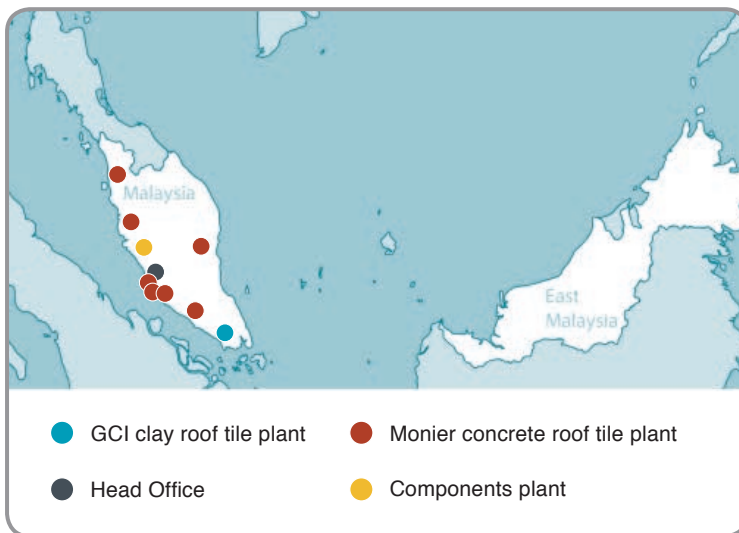 Malaysia
East
Malaysia
GCI clay roof tile plant
Monier concrete roof tile plant
Head Office
Components plant